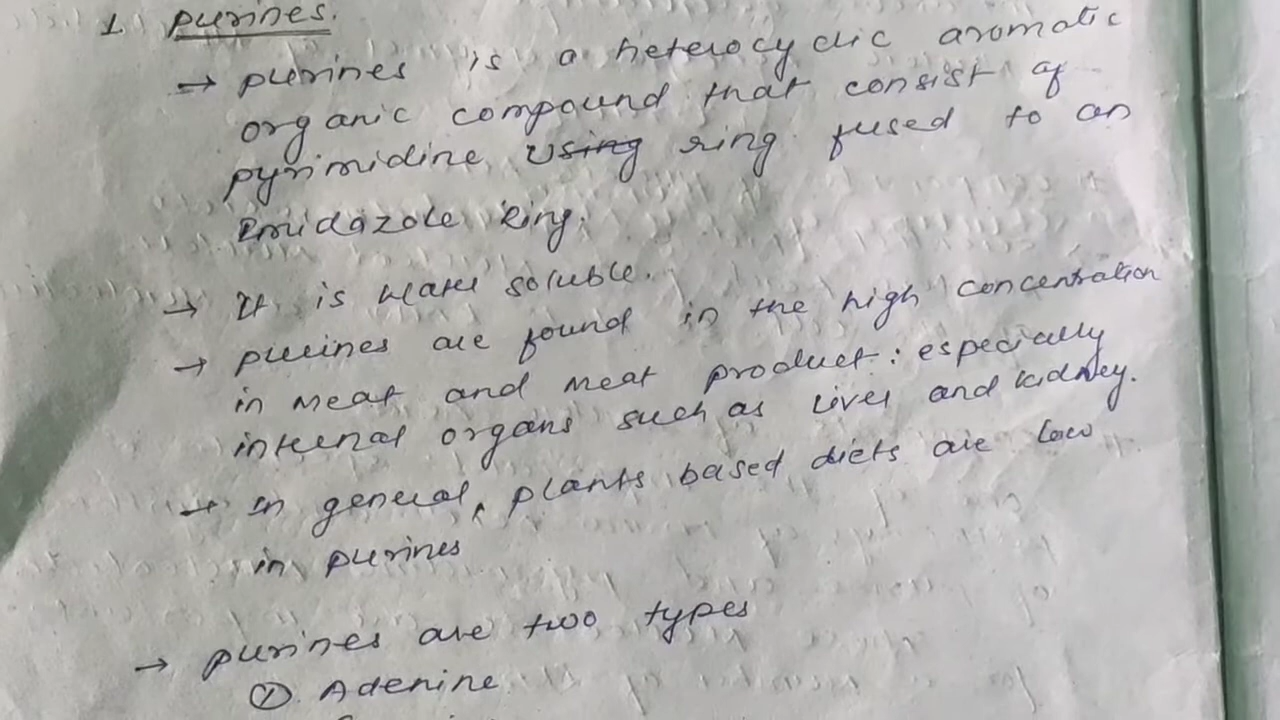 1. purines.
→ purines is a heterocyclic aromatic
organic compound that consist of
pyrimidine using ring fused to an
Imidazole Ring.
→ It is water soluble.
→ purines are found in the high concentration
in meat and meat product: especially
internal organs such as liver and kidney.
→ In general, plants based diets are low
in purines
→ purines are two types
① Adenine